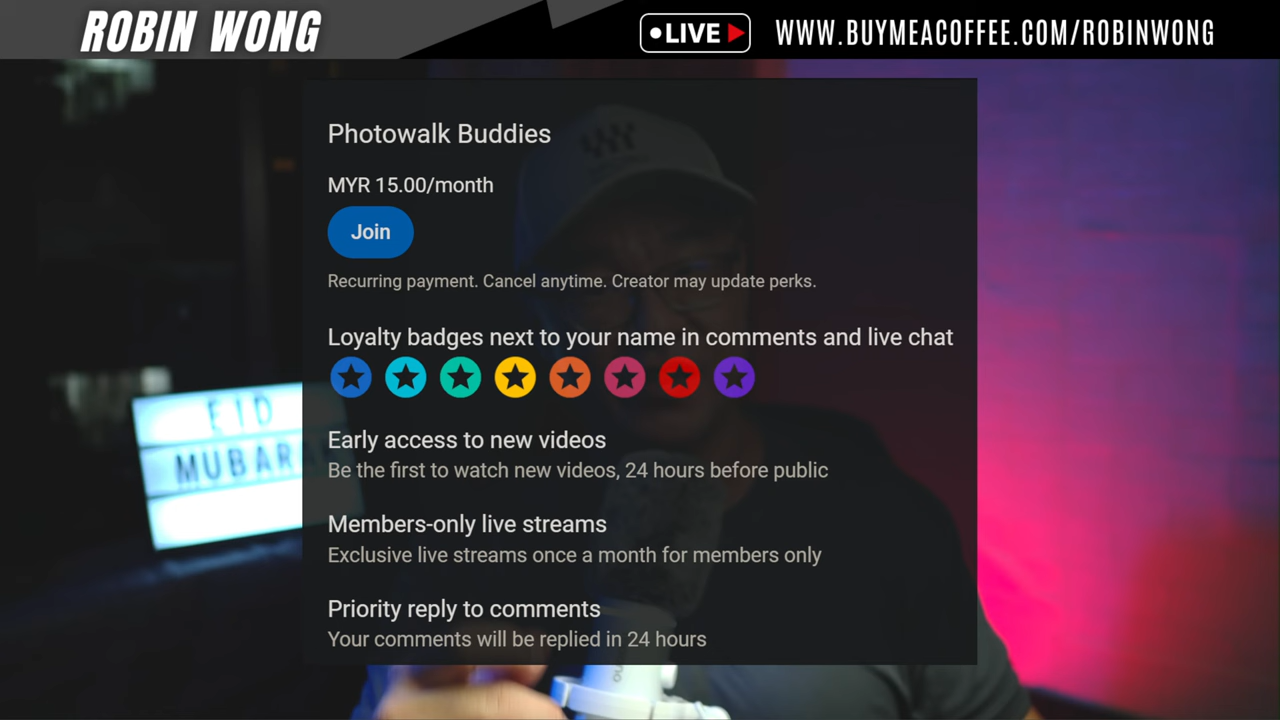 ROBIN WONG
LIVE
WWW.BUYMEACOFFEE.COM/ROBINWONG
Photowalk Buddies
MYR 15.00/month
Join
Recurring payment. Cancel anytime. Creator may update perks.
Loyalty badges next to your name in comments and live chat
EID
MUBARA
Early access to new videos
Be the first to watch new videos, 24 hours before public
Members-only live streams
Exclusive live streams once a month for members only
Priority reply to comments
Your comments will be replied in 24 hours